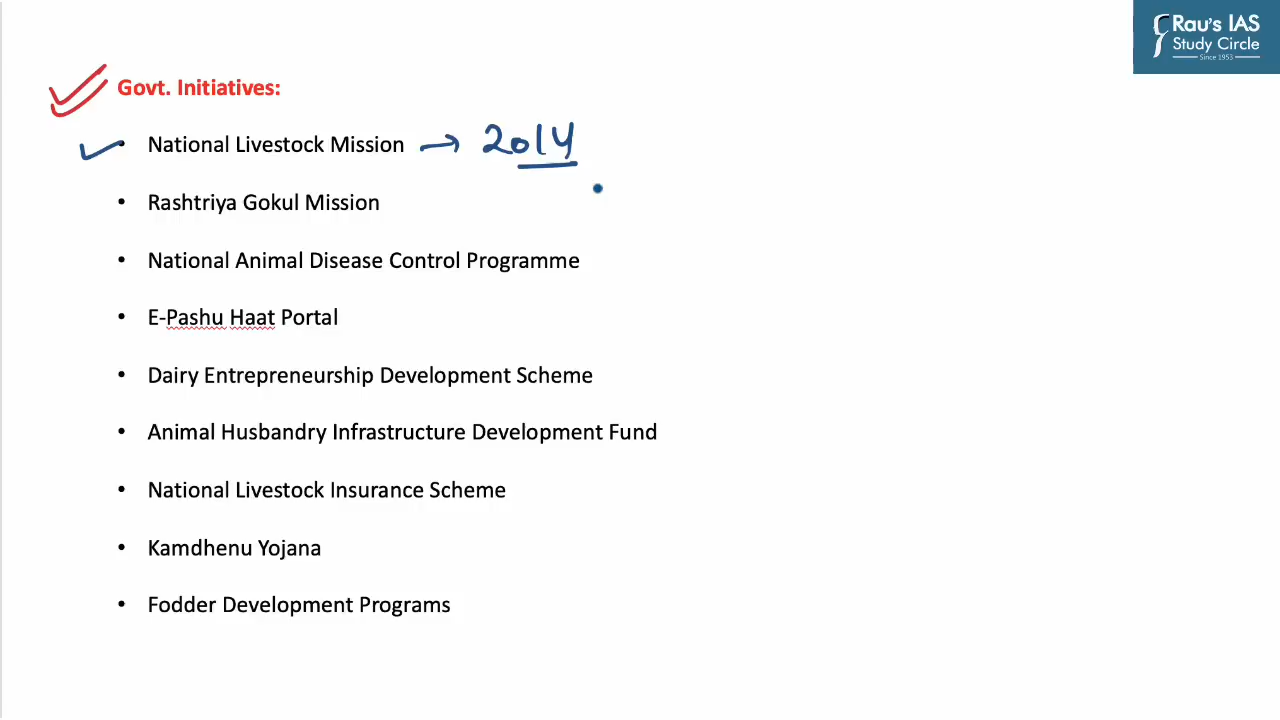 Rau's IAS
Study Circle
Since 1953
Govt. Initiatives:
• National Livestock Mission → 2014
• Rashtriya Gokul Mission
• National Animal Disease Control Programme
• E-Pashu Haat Portal
• Dairy Entrepreneurship Development Scheme
• Animal Husbandry Infrastructure Development Fund
• National Livestock Insurance Scheme
• Kamdhenu Yojana
• Fodder Development Programs